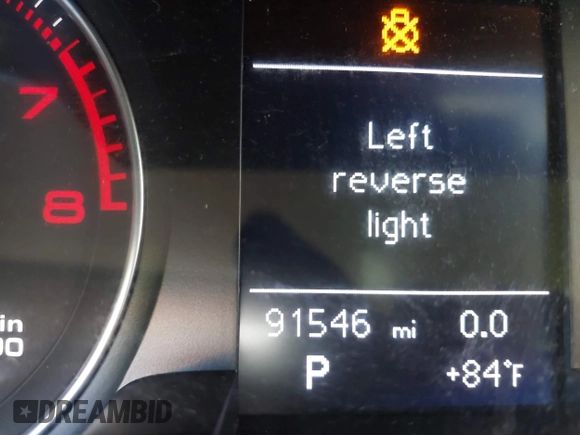 7
8
Left
reverse
light
91546 mi 0.0
P +84°F
DREAMBID